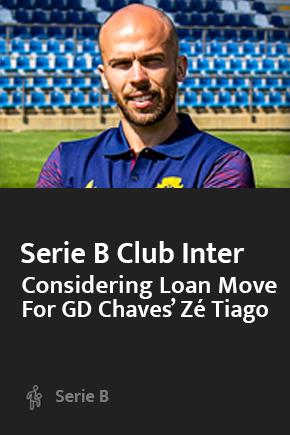 Serie B Club Inter
Considering Loan Move
For GD Chaves’ Zé Tiago
Serie B